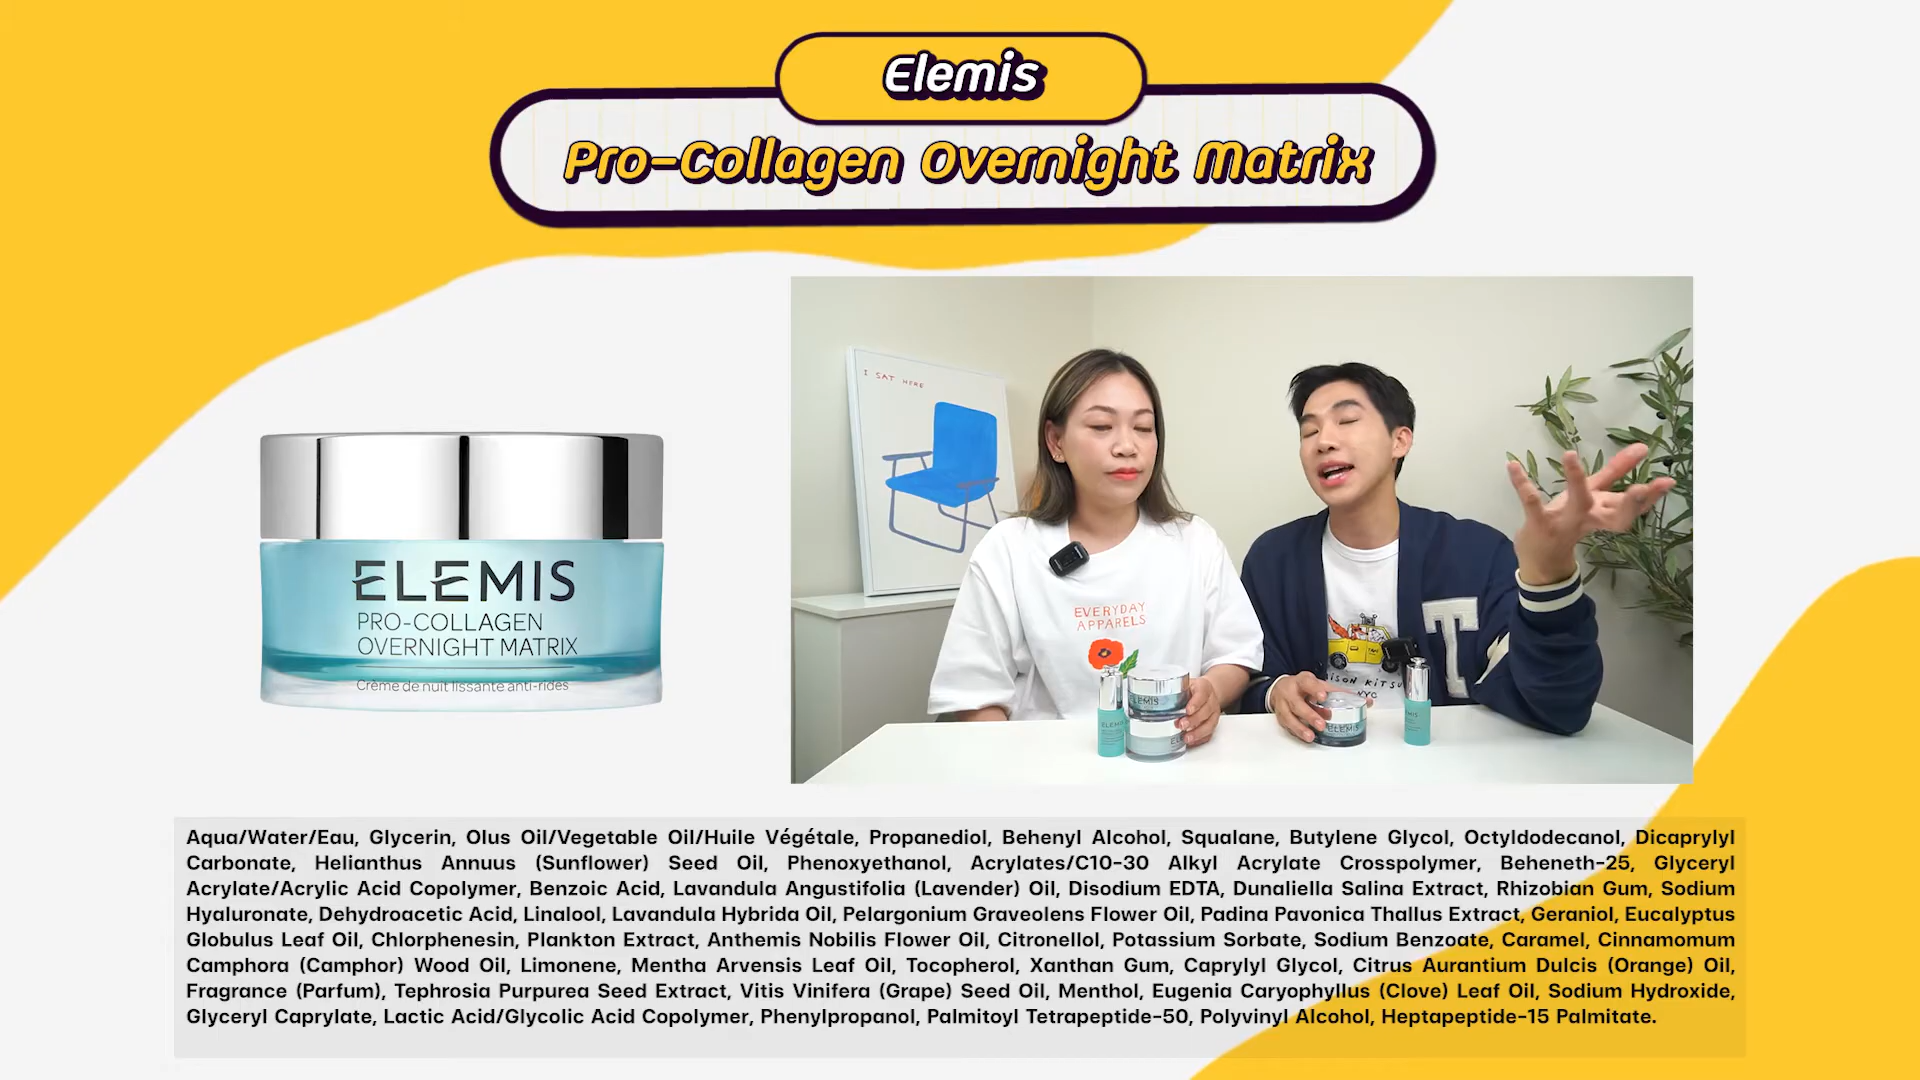 Elemis
Pro-Collagen Overnight Matrix
I SAT HERE
ELEMIS
PRO-COLLAGEN
OVERNIGHT MATRIX
Crème de nuit lissante anti-rides
EVERYDAY
APPARELS
T
TAXI
NYC
ELEMIS
ELEMIS
ELEMIS
ELEMIS
Aqua/Water/Eau, Glycerin, Olus Oil/Vegetable Oil/Huile Végétale, Propanediol, Behenyl Alcohol, Squalane, Butylene Glycol, Octyldodecanol, Dicaprylyl
Carbonate, Helianthus Annuus (Sunflower) Seed Oil, Phenoxyethanol, Acrylates/C10-30 Alkyl Acrylate Crosspolymer, Beheneth-25, Glyceryl
Acrylate/Acrylic Acid Copolymer, Benzoic Acid, Lavandula Angustifolia (Lavender) Oil, Disodium EDTA, Dunaliella Salina Extract, Rhizobian Gum, Sodium
Hyaluronate, Dehydroacetic Acid, Linalool, Lavandula Hybrida Oil, Pelargonium Graveolens Flower Oil, Padina Pavonica Thallus Extract, Geraniol, Eucalyptus
Globulus Leaf Oil, Chlorphenesin, Plankton Extract, Anthemis Nobilis Flower Oil, Citronellol, Potassium Sorbate, Sodium Benzoate, Caramel, Cinnamomum
Camphora (Camphor) Wood Oil, Limonene, Mentha Arvensis Leaf Oil, Tocopherol, Xanthan Gum, Caprylyl Glycol, Citrus Aurantium Dulcis (Orange) Oil,
Fragrance (Parfum), Tephrosia Purpurea Seed Extract, Vitis Vinifera (Grape) Seed Oil, Menthol, Eugenia Caryophyllus (Clove) Leaf Oil, Sodium Hydroxide,
Glyceryl Caprylate, Lactic Acid/Glycolic Acid Copolymer, Phenylpropanol, Palmitoyl Tetrapeptide-50, Polyvinyl Alcohol, Heptapeptide-15 Palmitate.